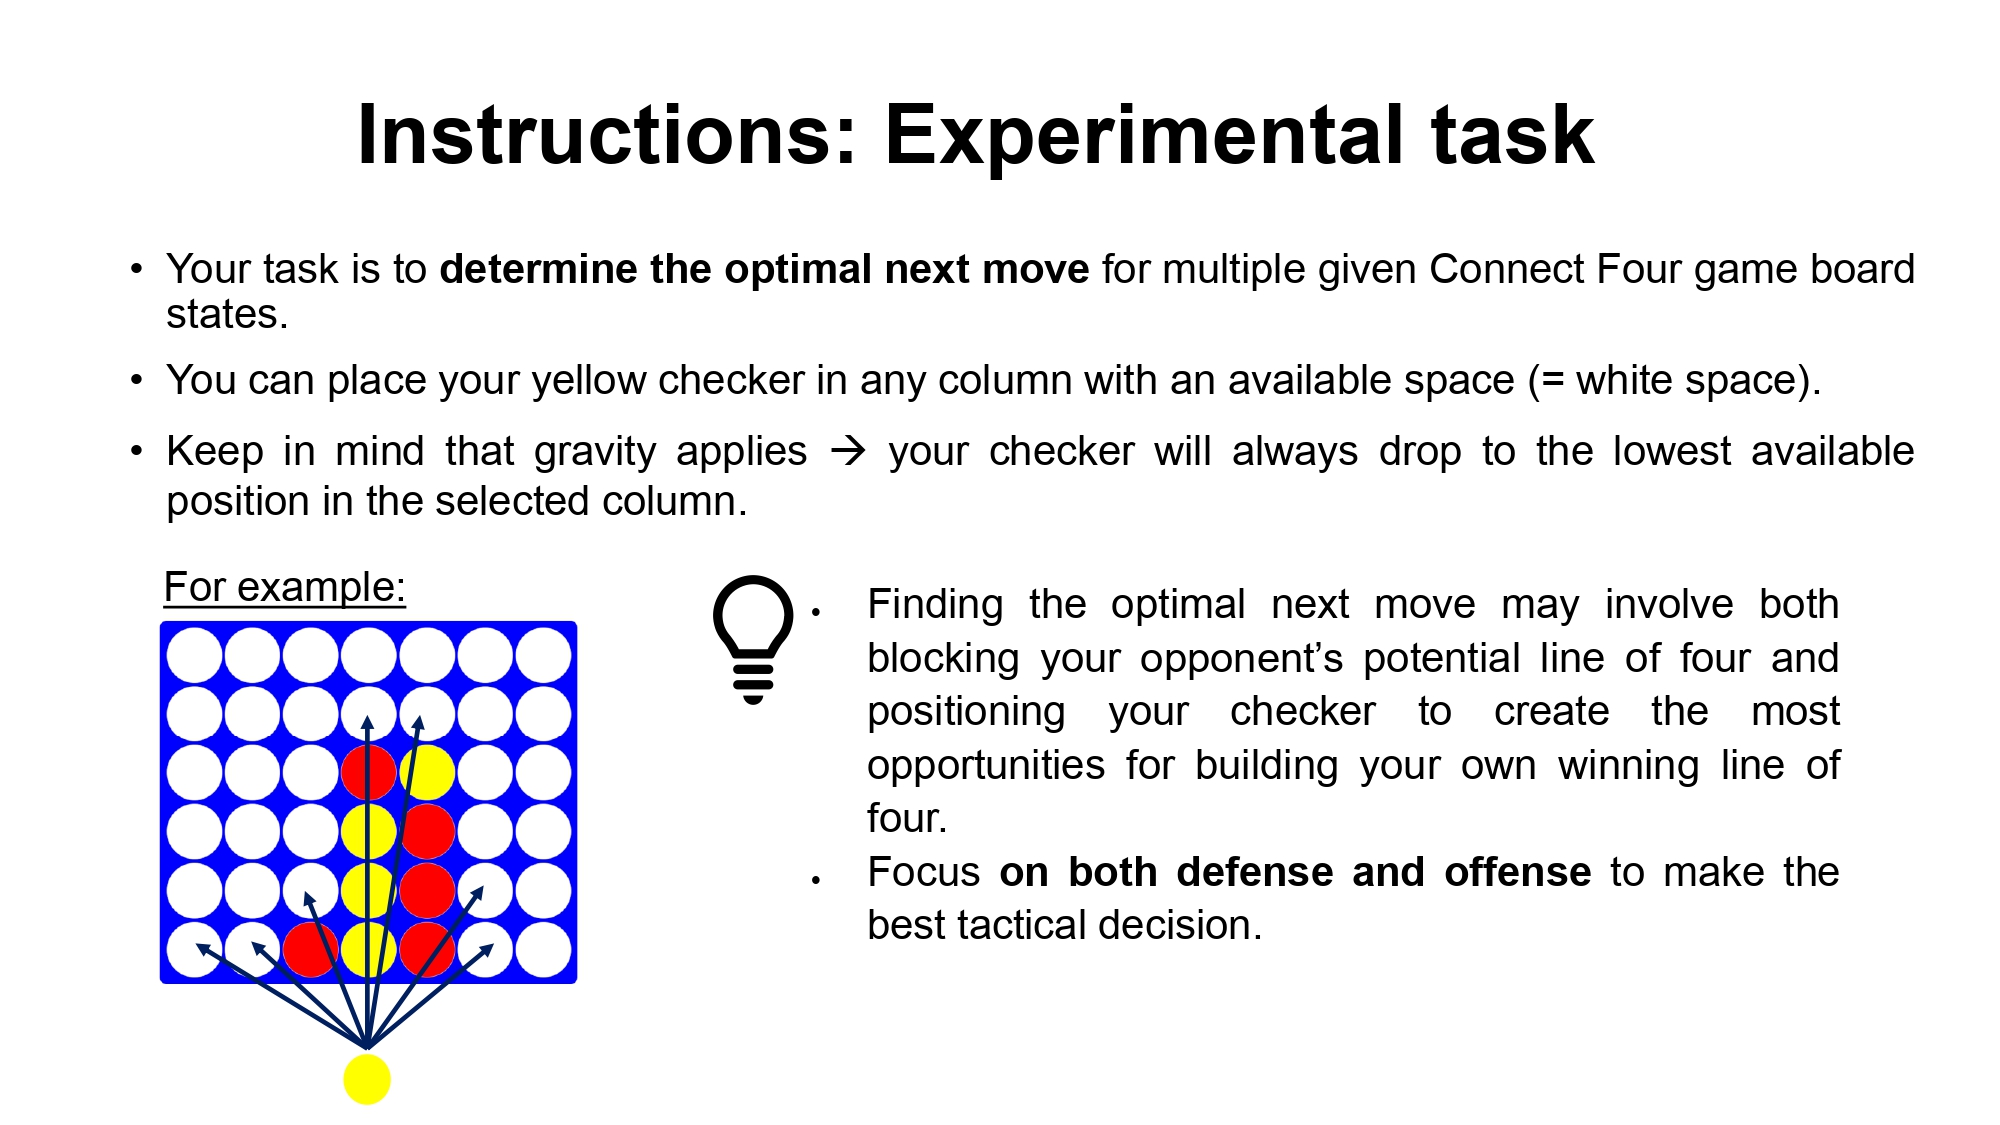 Instructions: Experimental task
• Your task is to determine the optimal next move for multiple given Connect Four game board
states.
• You can place your yellow checker in any column with an available space (= white space).
• Keep in mind that gravity applies → your checker will always drop to the lowest available
position in the selected column.
For example:
• Finding the optimal next move may involve both
blocking your opponent’s potential line of four and
positioning your checker to create the most
opportunities for building your own winning line of
four.
• Focus on both defense and offense to make the
best tactical decision.